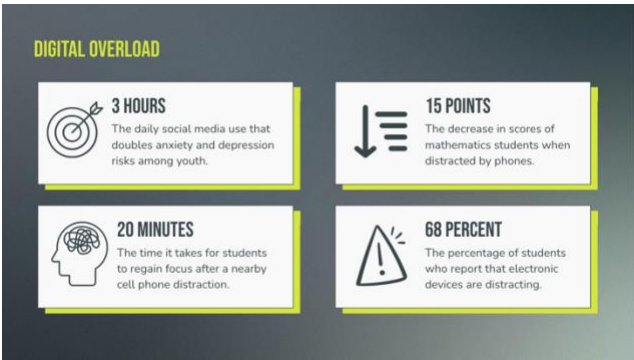 DIGITAL OVERLOAD
3 HOURS
The daily social media use that
doubles anxiety and depression
risks among youth.
15 POINTS
The decrease in scores of
mathematics students when
distracted by phones.
20 MINUTES
The time it takes for students
to regain focus after a nearby
cell phone distraction.
68 PERCENT
The percentage of students
who report that electronic
devices are distracting.